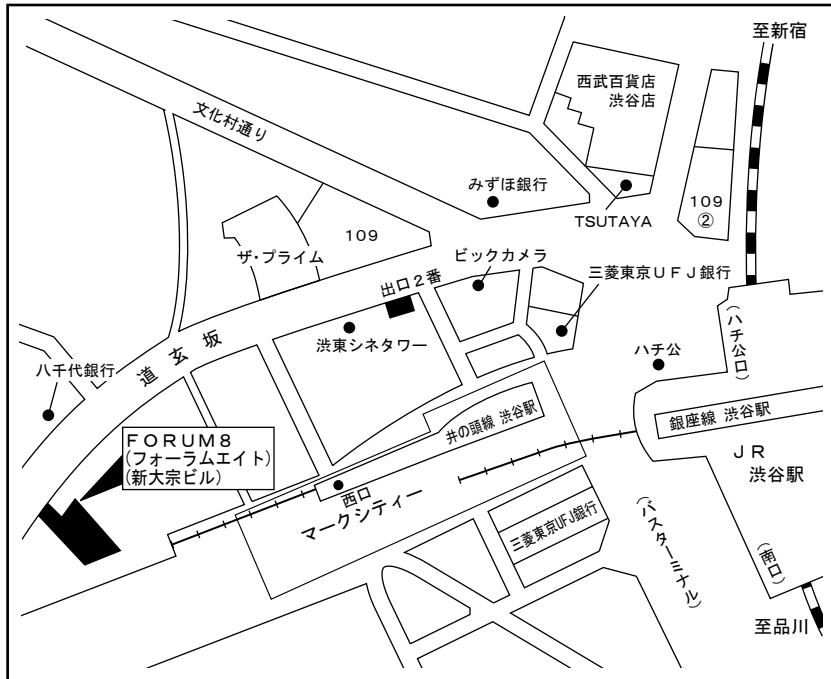 至新宿
西武百貨店
渋谷店
文化村通り
みずほ銀行
TSUTAYA
109
②
109
ザ・プライム
ビックカメラ
出口2番
三菱東京UFJ銀行
渋東シネタワー
ハチ公
(ハチ公口)
道玄坂
八千代銀行
井の頭線 渋谷駅
銀座線 渋谷駅
FORUM8
(フォーラムエイト)
(新大宗ビル)
JR
渋谷駅
西口
マークシティー
三菱東京UFJ銀行
(バスターミナル)
(南口)
至品川